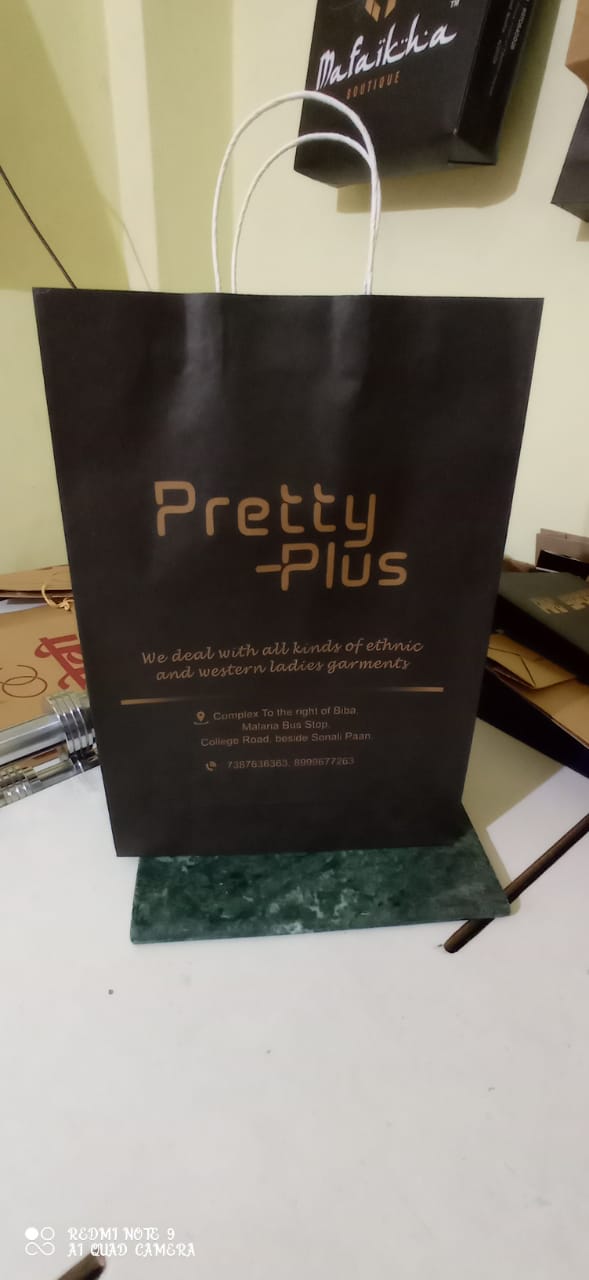 Mafaikha
TM
BOUTIQUE
Pretty
-Plus
We deal with all kinds of ethnic
and western ladies garments
Complex To the right of Biba,
Malaria Bus Stop,
College Road, beside Sonali Paan.
7387636363, 8999677263
REDMI NOTE 9
AI QUAD CAMERA